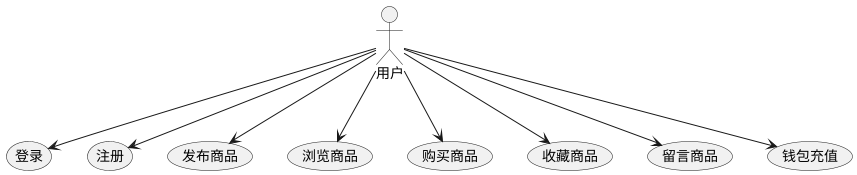 用户
登录
注册
发布商品
浏览商品
购买商品
收藏商品
留言商品
钱包充值